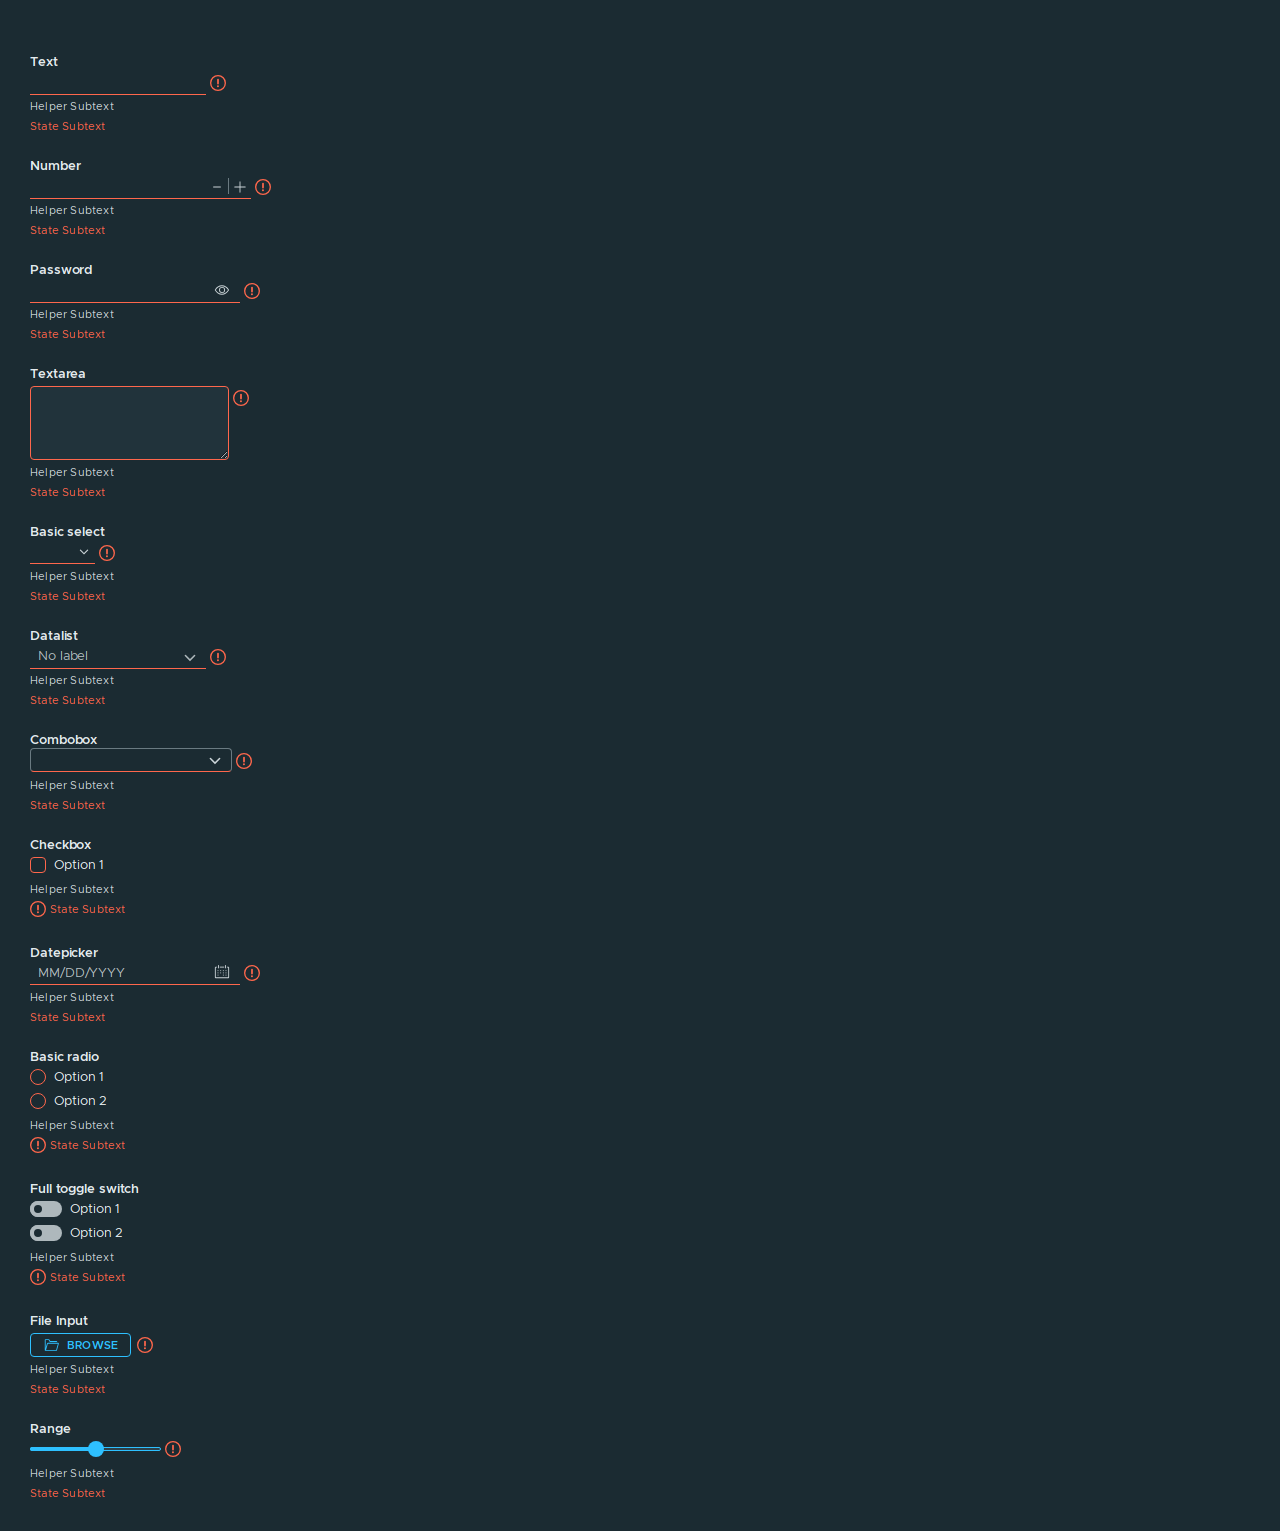 Text
Helper Subtext
State Subtext
Number
Helper Subtext
State Subtext
Password
Helper Subtext
State Subtext
Textarea
Helper Subtext
State Subtext
Basic select
Helper Subtext
State Subtext
Datalist
No label
Helper Subtext
State Subtext
Combobox
Helper Subtext
State Subtext
Checkbox
Option 1
Helper Subtext
State Subtext
Datepicker
MM/DD/YYYY
Helper Subtext
State Subtext
Basic radio
Option 1
Option 2
Helper Subtext
State Subtext
Full toggle switch
Option 1
Option 2
Helper Subtext
State Subtext
File Input
BROWSE
Helper Subtext
State Subtext
Range
Helper Subtext
State Subtext